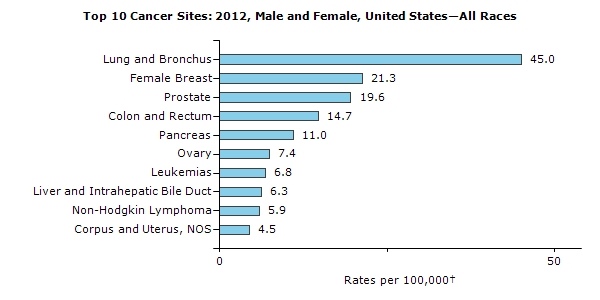 Top 10 Cancer Sites: 2012, Male and Female, United States—All Races
Lung and Bronchus 45.0
Female Breast 21.3
Prostate 19.6
Colon and Rectum 14.7
Pancreas 11.0
Ovary 7.4
Leukemias 6.8
Liver and Intrahepatic Bile Duct 6.3
Non-Hodgkin Lymphoma 5.9
Corpus and Uterus, NOS 4.5
0 50
Rates per 100,000†